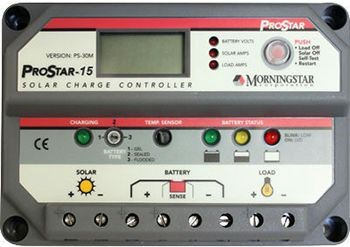 PROSTAR
VERSION: PS-30M
PROSTAR-15
SOLAR CHARGE CONTROLLER
BATTERY VOLTS
SOLAR AMPS
LOAD AMPS
PUSH
• Load Off
• Solar Off
Self-Test
• Restart
MORNINGSTAR
corporation
CHARGING
2
1
3
TEMP. SENSOR
BATTERY STATUS
CE
BATTERY
TYPE
1 - GEL
2 - SEALED
3 - FLOODED
BLINK: LOW
ON: LVD
SOLAR
BATTERY
LOAD
+
-
+
SENSE
-
+
-